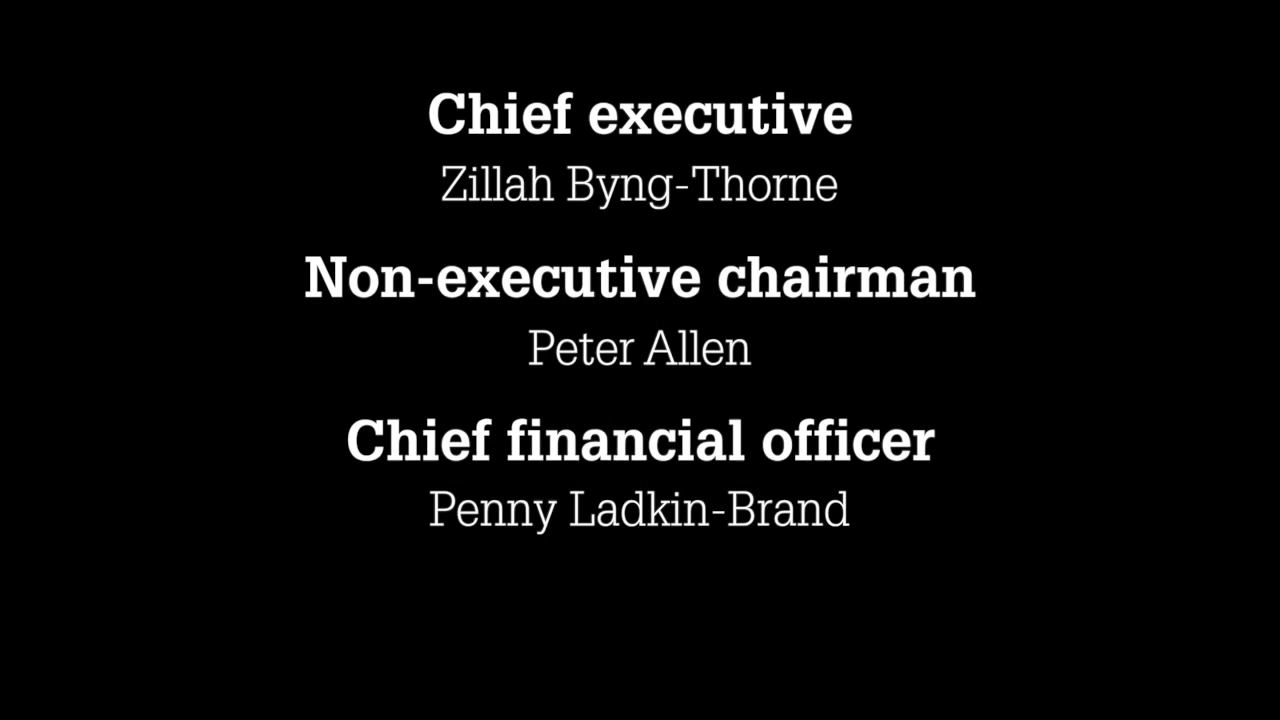 Chief executive
Zillah Byng-Thorne
Non-executive chairman
Peter Allen
Chief financial officer
Penny Ladkin-Brand